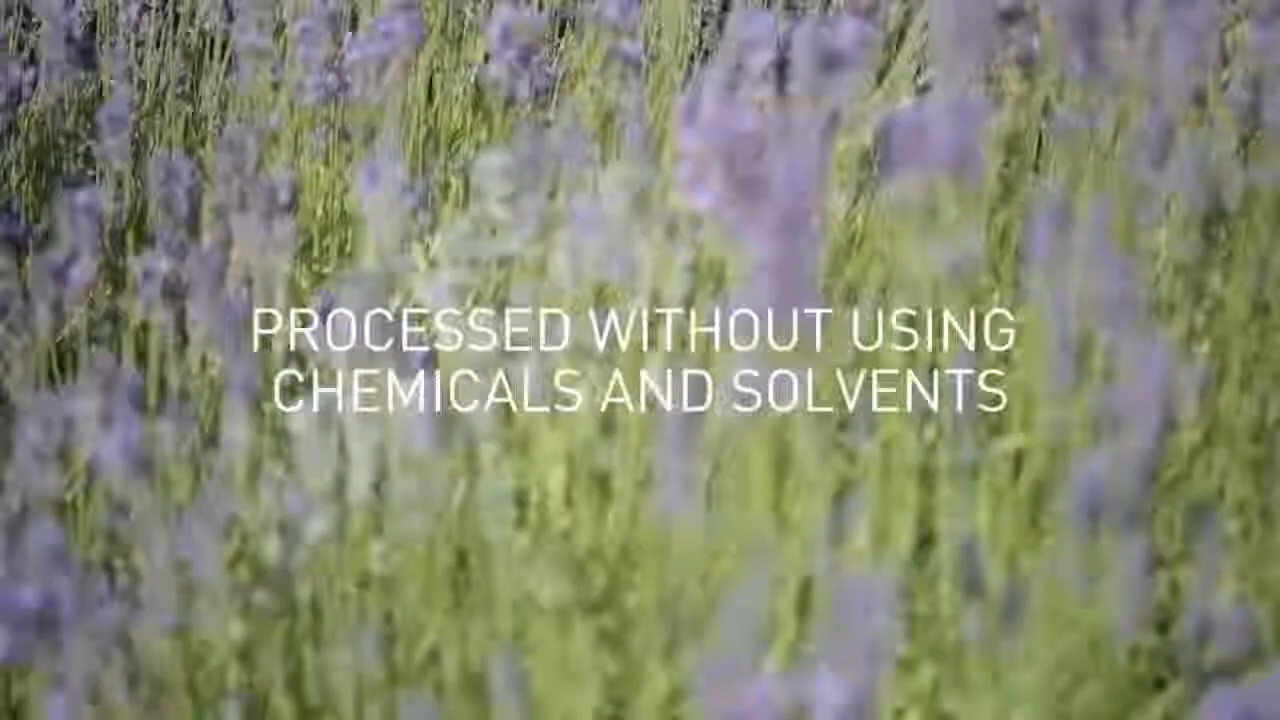 PROCESSED WITHOUT USING
CHEMICALS AND SOLVENTS